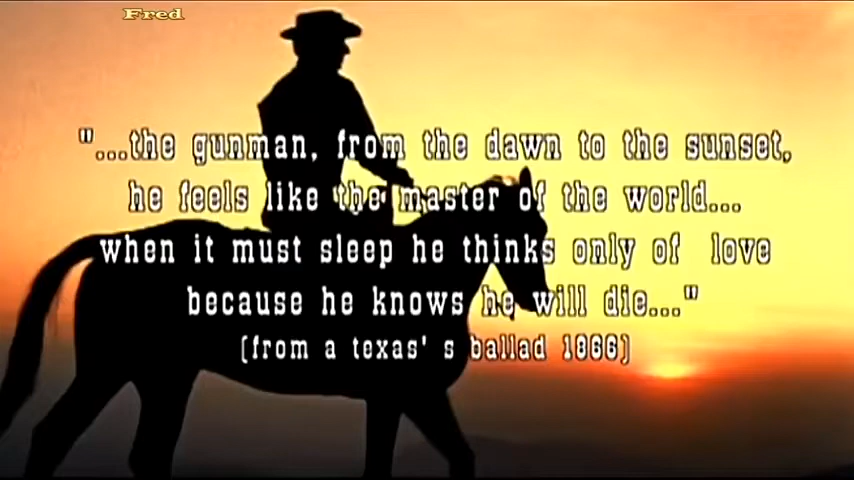 Fred
"...the gunman, from the dawn to the sunset,
he feels like the master of the world...
when it must sleep he thinks only of love
because he knows he will die..."
(from a texas' s ballad 1866)